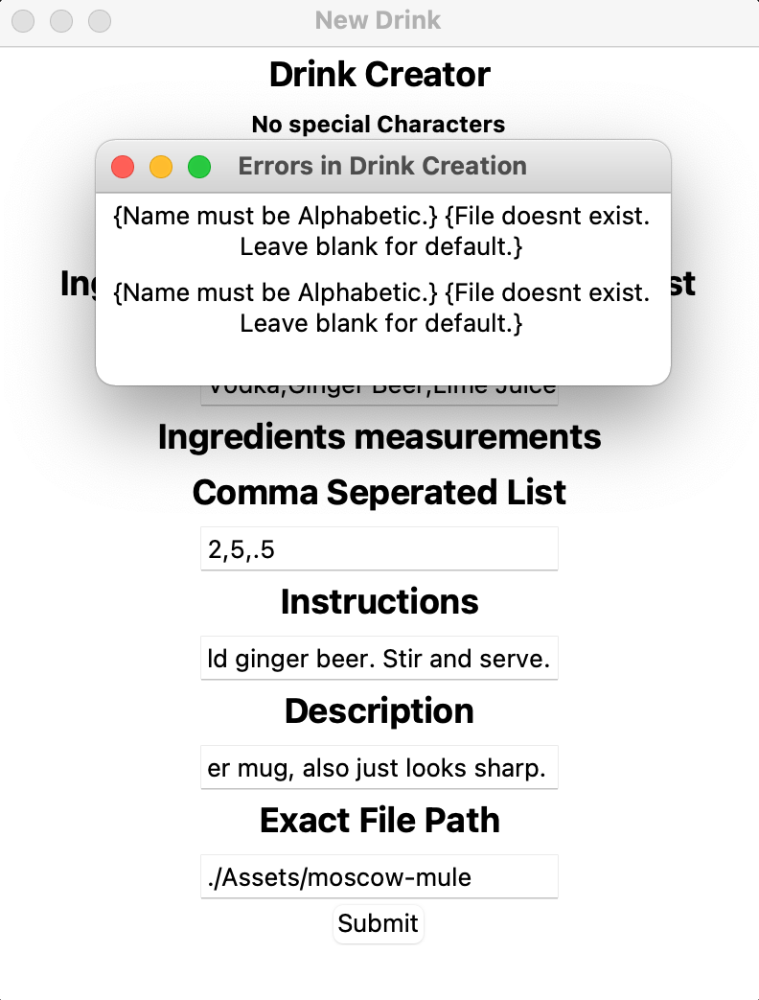 New Drink
Drink Creator
No special Characters
Errors in Drink Creation
{Name must be Alphabetic.} {File doesnt exist.
Leave blank for default.}
{Name must be Alphabetic.} {File doesnt exist.
Leave blank for default.}
Vodka,Ginger Beer,Lime Juice
Ingredients measurements
Comma Seperated List
2,5,.5
Instructions
ld ginger beer. Stir and serve.
Description
er mug, also just looks sharp.
Exact File Path
./Assets/moscow-mule
Submit